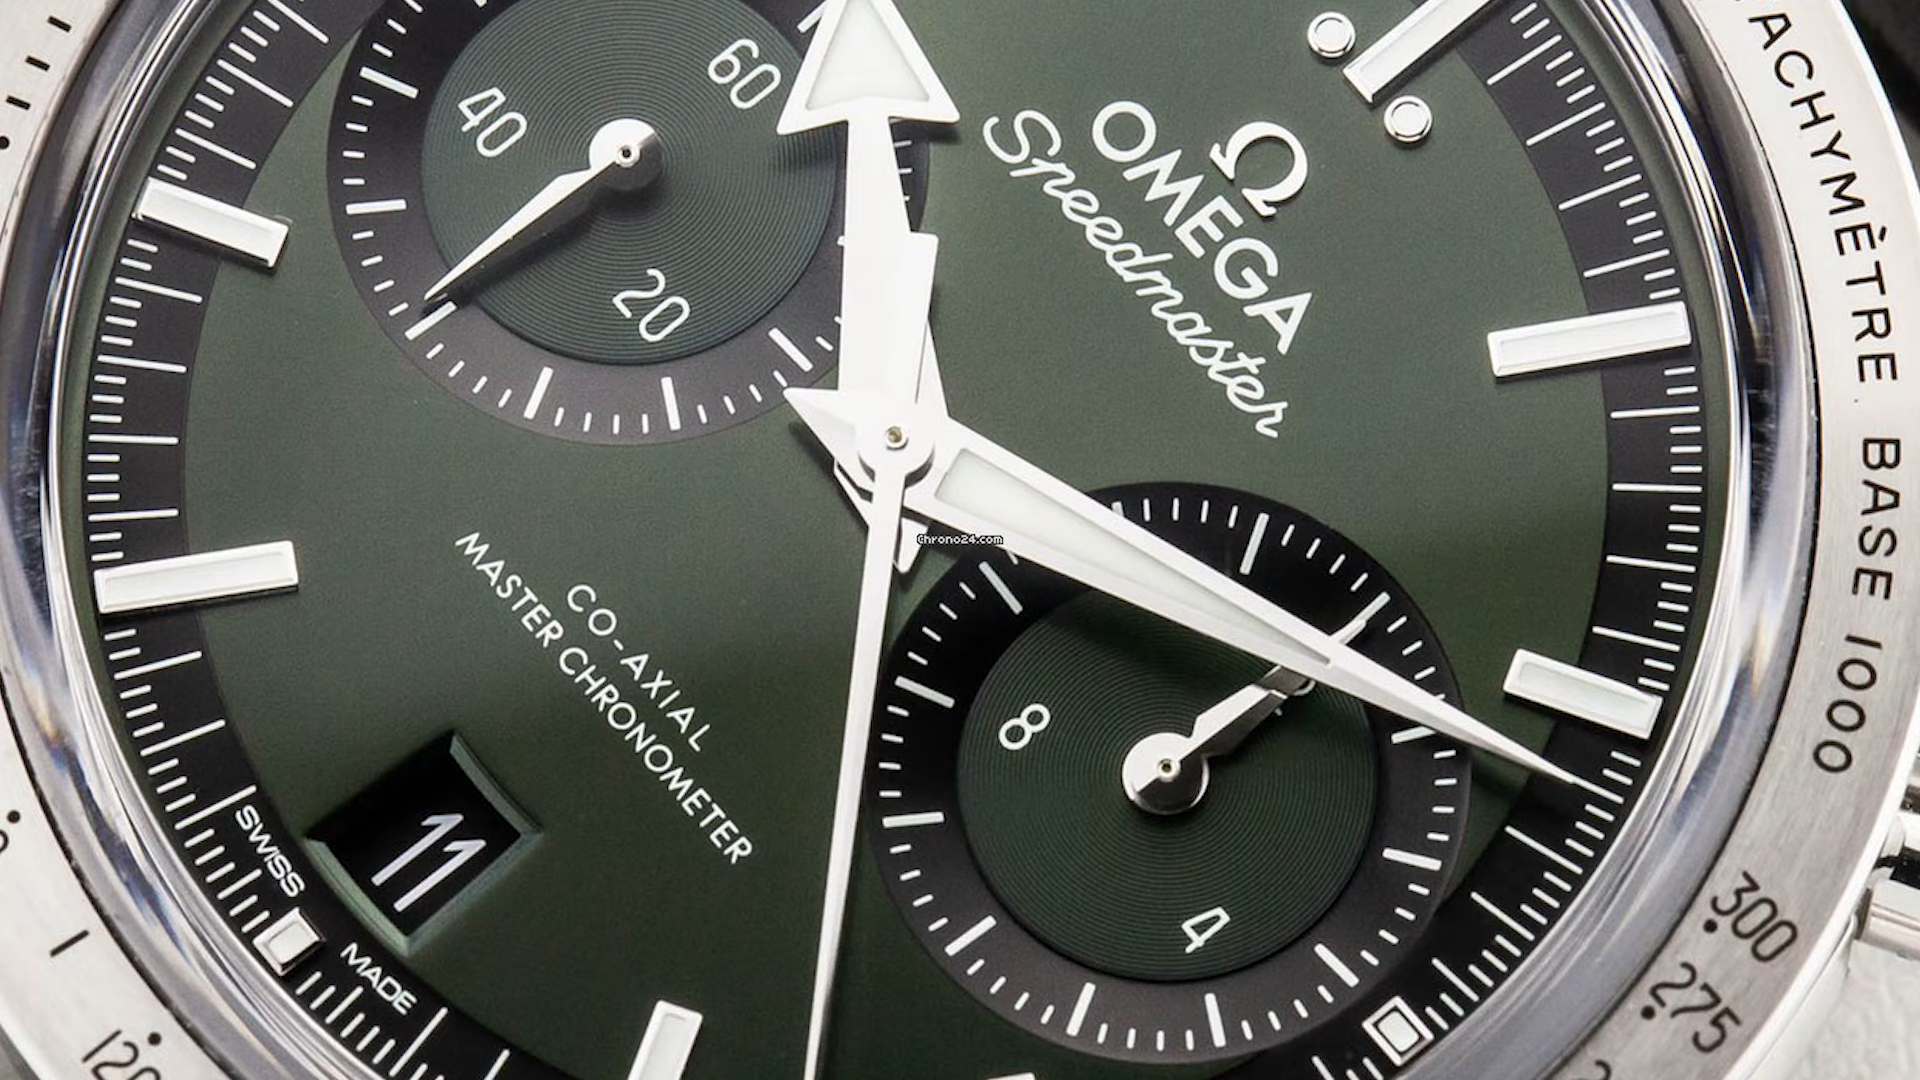 TACHYMÈTRE BASE 1000
60
40
20
Ω
OMEGA
Speedmaster
Chrono24.com
CO-AXIAL
MASTER CHRONOMETER
8
4
11
SWISS
MADE
300
275
120